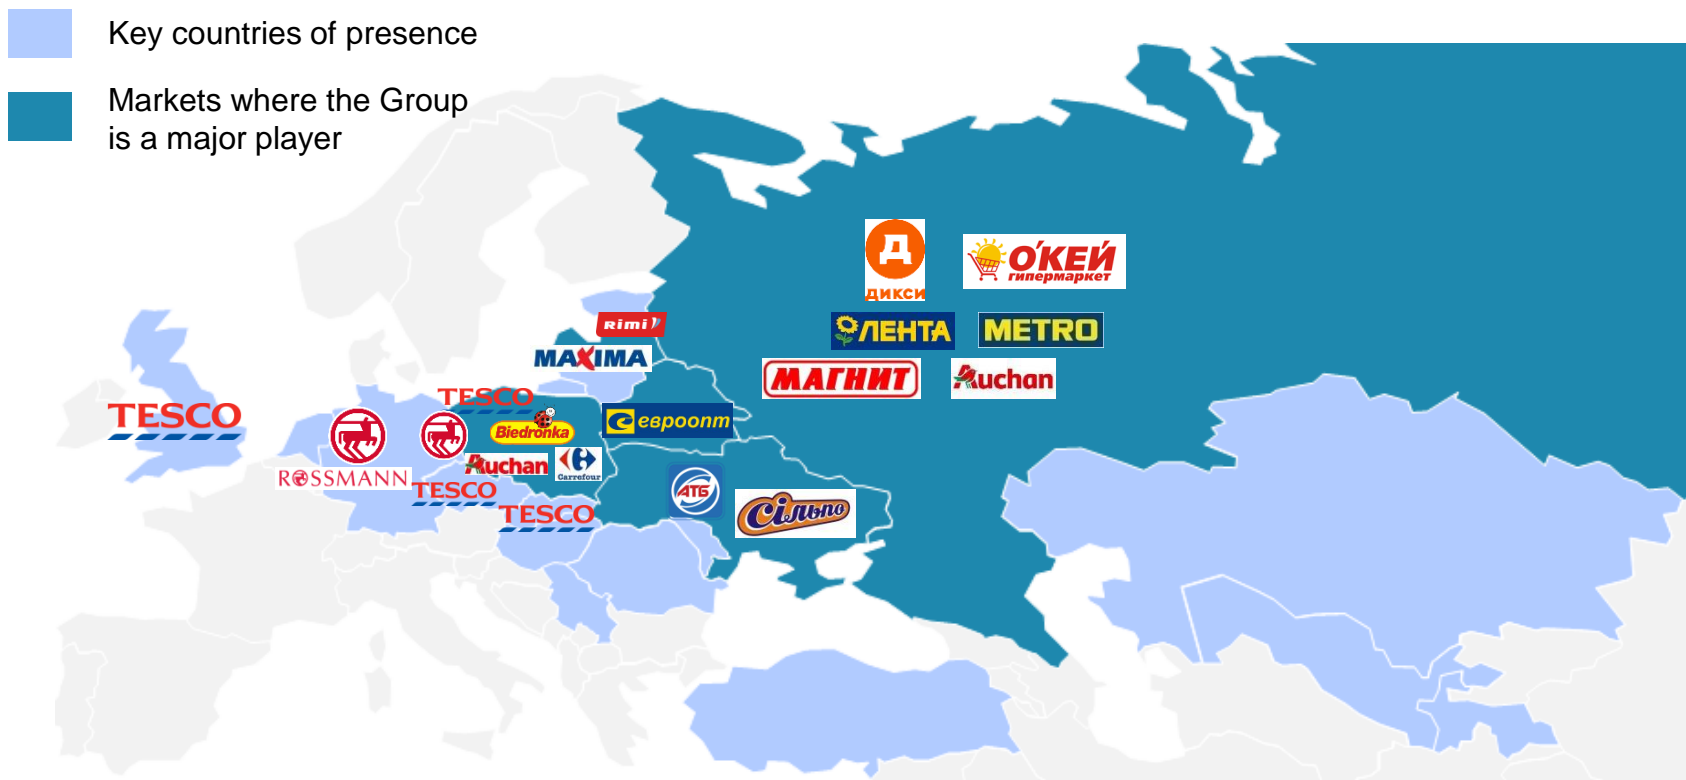 Key countries of presence
Markets where the Group
is a major player
Д
ДИКСИ
О'КЕЙ
гипермаркет
Rimi
ЛЕНТА
METRO
MAXIMA
МАГНИТ
Auchan
TESCO
TESCO
евроопт
Biedronka
Auchan
Carrefour
ROSSMANN
TESCO
АТБ
Сільпо
TESCO